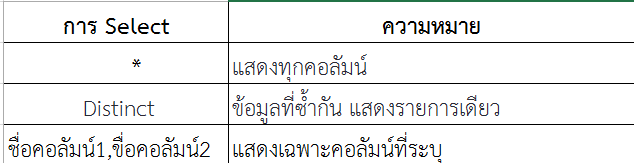 การ Select ความหมาย
* แสดงทุกคอลัมน์
Distinct ข้อมูลที่ซ้ำกัน แสดงรายการเดียว
ชื่อคอลัมน์1,ขื่อคอลัมน์2 แสดงเฉพาะคอลัมน์ที่ระบุ